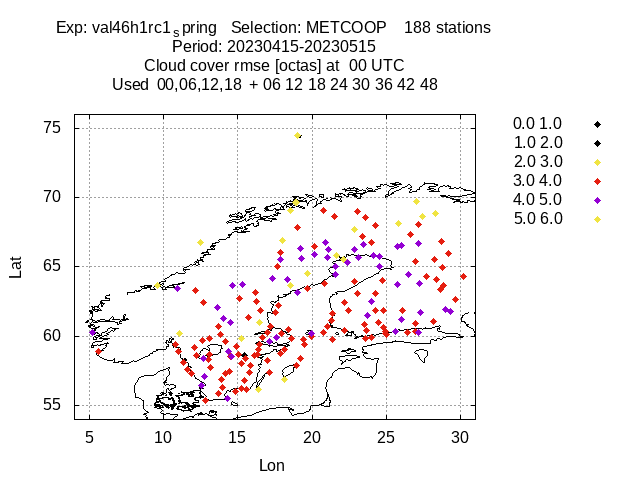 Exp: val46h1rc1spring   Selection: METCOOP    188 stations
Period: 20230415-20230515
Cloud cover rmse [octas] at  00 UTC
Used  00,06,12,18  + 06 12 18 24 30 36 42 48
75
70
65
60
55
Lat
5 10 15 20 25 30
Lon
0.0 1.0
1.0 2.0
2.0 3.0
3.0 4.0
4.0 5.0
5.0 6.0